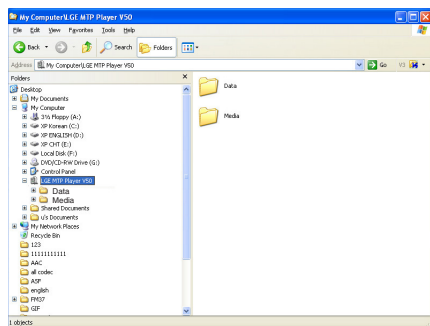 My Computer\LGE MTP Player V50
File Edit View Favorites Tools Help
Back Search Folders
Address My Computer\LGE MTP Player V50 Go V3
Folders
Desktop
My Documents
My Computer
3½ Floppy (A:)
XP Korean (C:)
XP ENGLISH (D:)
XP CHT (E:)
Local Disk (F:)
DVD/CD-RW Drive (G:)
Control Panel
LGE MTP Player V50
Data
Media
Shared Documents
u's Documents
My Network Places
Recycle Bin
123
11111111111
AAC
all codec
ASF
english
FM37
GIF
Data
Media
1 objects